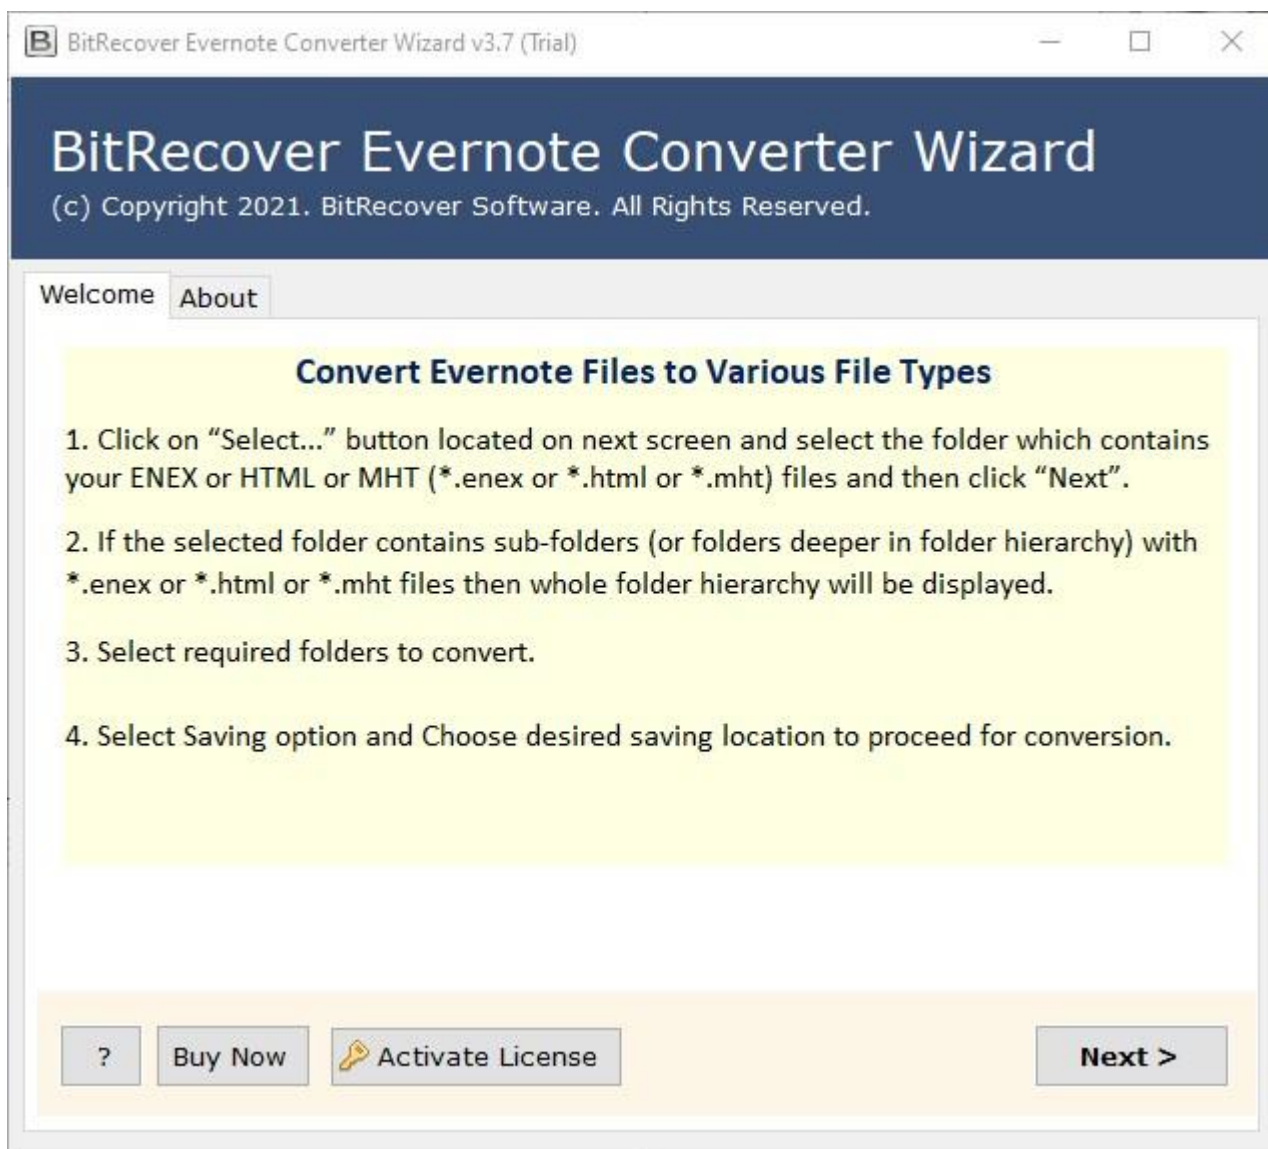 B BitRecover Evernote Converter Wizard v3.7 (Trial)
BitRecover Evernote Converter Wizard
(c) Copyright 2021. BitRecover Software. All Rights Reserved.
Welcome About
Convert Evernote Files to Various File Types
1. Click on “Select...” button located on next screen and select the folder which contains
your ENEX or HTML or MHT (*.enex or *.html or *.mht) files and then click “Next”.
2. If the selected folder contains sub-folders (or folders deeper in folder hierarchy) with
*.enex or *.html or *.mht files then whole folder hierarchy will be displayed.
3. Select required folders to convert.
4. Select Saving option and Choose desired saving location to proceed for conversion.
? Buy Now Activate License Next >